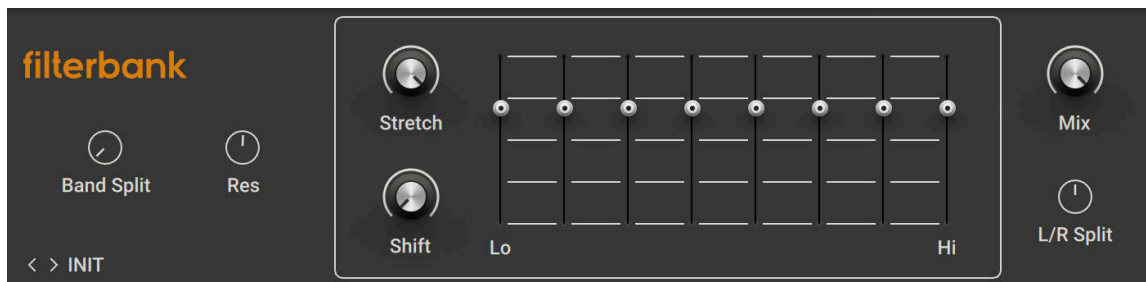 filterbank
Band Split
Res
< > INIT
Stretch
Shift
Lo
Hi
Mix
L/R Split